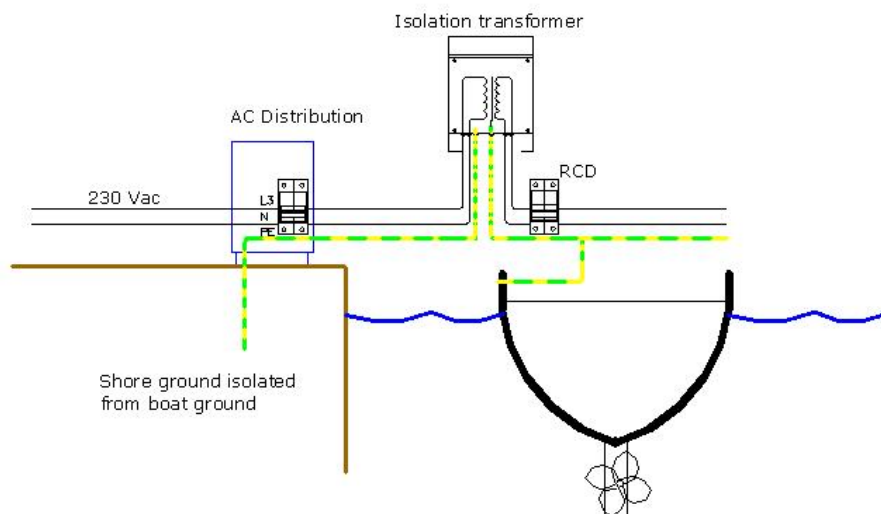 Isolation transformer
AC Distribution
RCD
230 Vac
L3
N
PE
Shore ground isolated
from boat ground